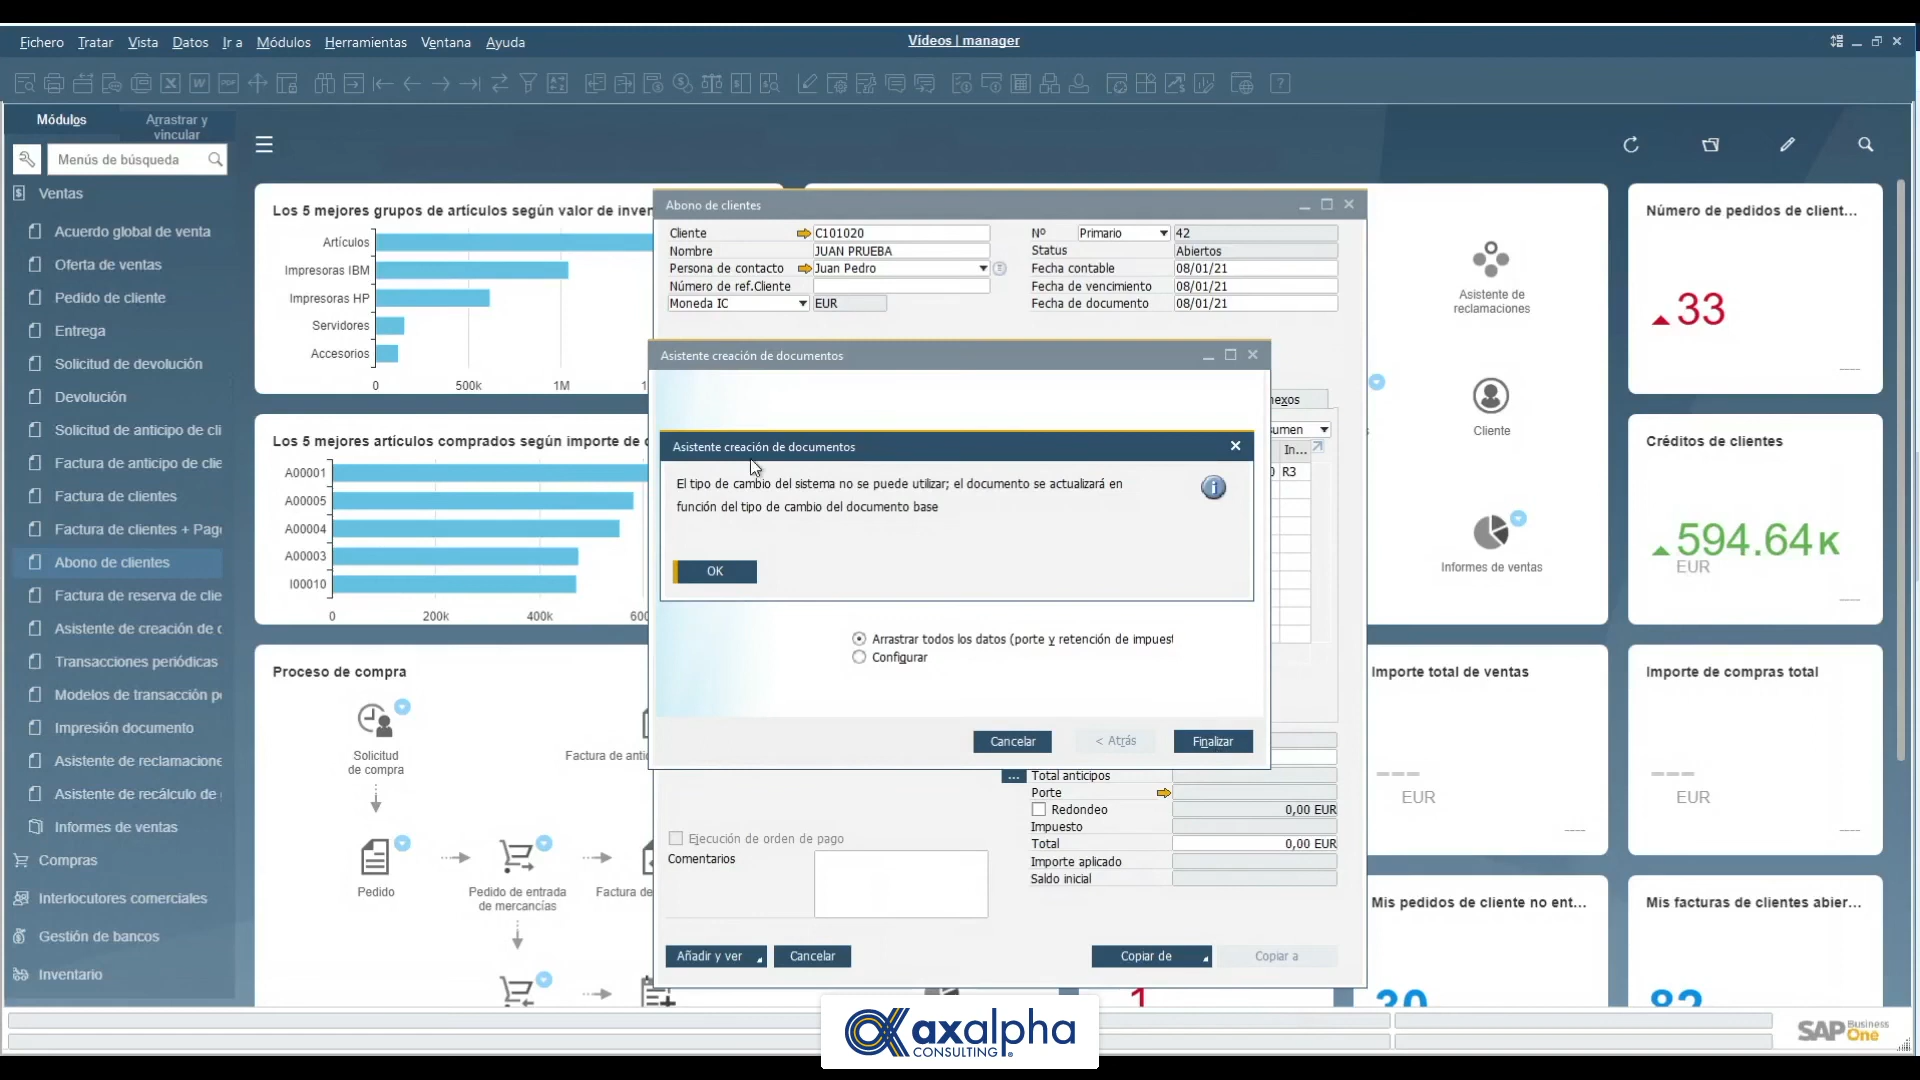 Fichero Tratar Vista Datos Ir a Módulos Herramientas Ventana Ayuda
Vídeos | manager
Módulos
Arrastrar y
vincular
Menús de búsqueda
Ventas
Acuerdo global de venta
Oferta de ventas
Pedido de cliente
Entrega
Solicitud de devolución
Devolución
Solicitud de anticipo de cli
Factura de anticipo de clie
Factura de clientes
Factura de clientes + Pago
Abono de clientes
Factura de reserva de clie
Asistente de creación de d
Transacciones periódicas
Modelos de transacción pe
Impresión documento
Asistente de reclamacione
Asistente de recálculo de
Informes de ventas
Compras
Interlocutores comerciales
Gestión de bancos
Inventario
Los 5 mejores grupos de artículos según valor de inver
Artículos
Impresoras IBM
Impresoras HP
Servidores
Accesorios
0 500k 1M
Los 5 mejores artículos comprados según importe de
A00001
A00005
A00004
A00003
I00010
0 200k 400k 600
Proceso de compra
Solicitud
de compra
Factura de anti
Pedido
Pedido de entrada
de mercancías
Factura de
Abono de clientes
Cliente C101020
Nombre JUAN PRUEBA
Persona de contacto Juan Pedro
Número de ref.Cliente
Moneda IC EUR
Nº Primario 42
Status Abiertos
Fecha contable 08/01/21
Fecha de vencimiento 08/01/21
Fecha de documento 08/01/21
exos
sumen
In...
0 R3
Asistente creación de documentos
Asistente creación de documentos
El tipo de cambio del sistema no se puede utilizar; el documento se actualizará en
función del tipo de cambio del documento base
OK
Arrastrar todos los datos (porte y retención de impuest
Configurar
Cancelar < Atrás Finalizar
... Total anticipos
Porte
Redondeo 0,00 EUR
Impuesto
Total 0,00 EUR
Importe aplicado
Saldo inicial
Ejecución de orden de pago
Comentarios
Añadir y ver Cancelar Copiar de Copiar a
Asistente de
reclamaciones
Cliente
Informes de ventas
Número de pedidos de client...
33
Créditos de clientes
594.64 K
EUR
Importe total de ventas
EUR
Importe de compras total
EUR
Mis pedidos de cliente no ent...
30
Mis facturas de clientes abier...
82
1
axalpha
CONSULTING ®
SAP Business
One